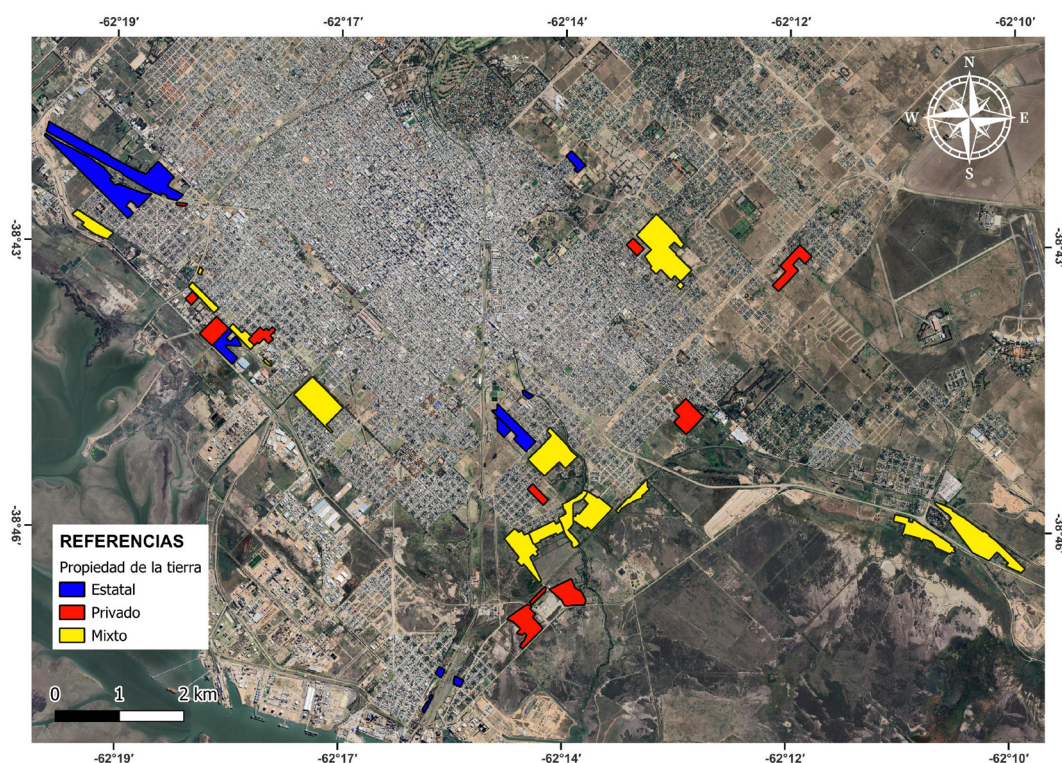 -62°19' -62°17' -62°14' -62°12' -62°10'
N
W E
S
-38°43' -38°43'
-38°46' -38°46'
REFERENCIAS
Propiedad de la tierra
Estatal
Privado
Mixto
0 1 2 km
-62°19' -62°17' -62°14' -62°12' -62°10'